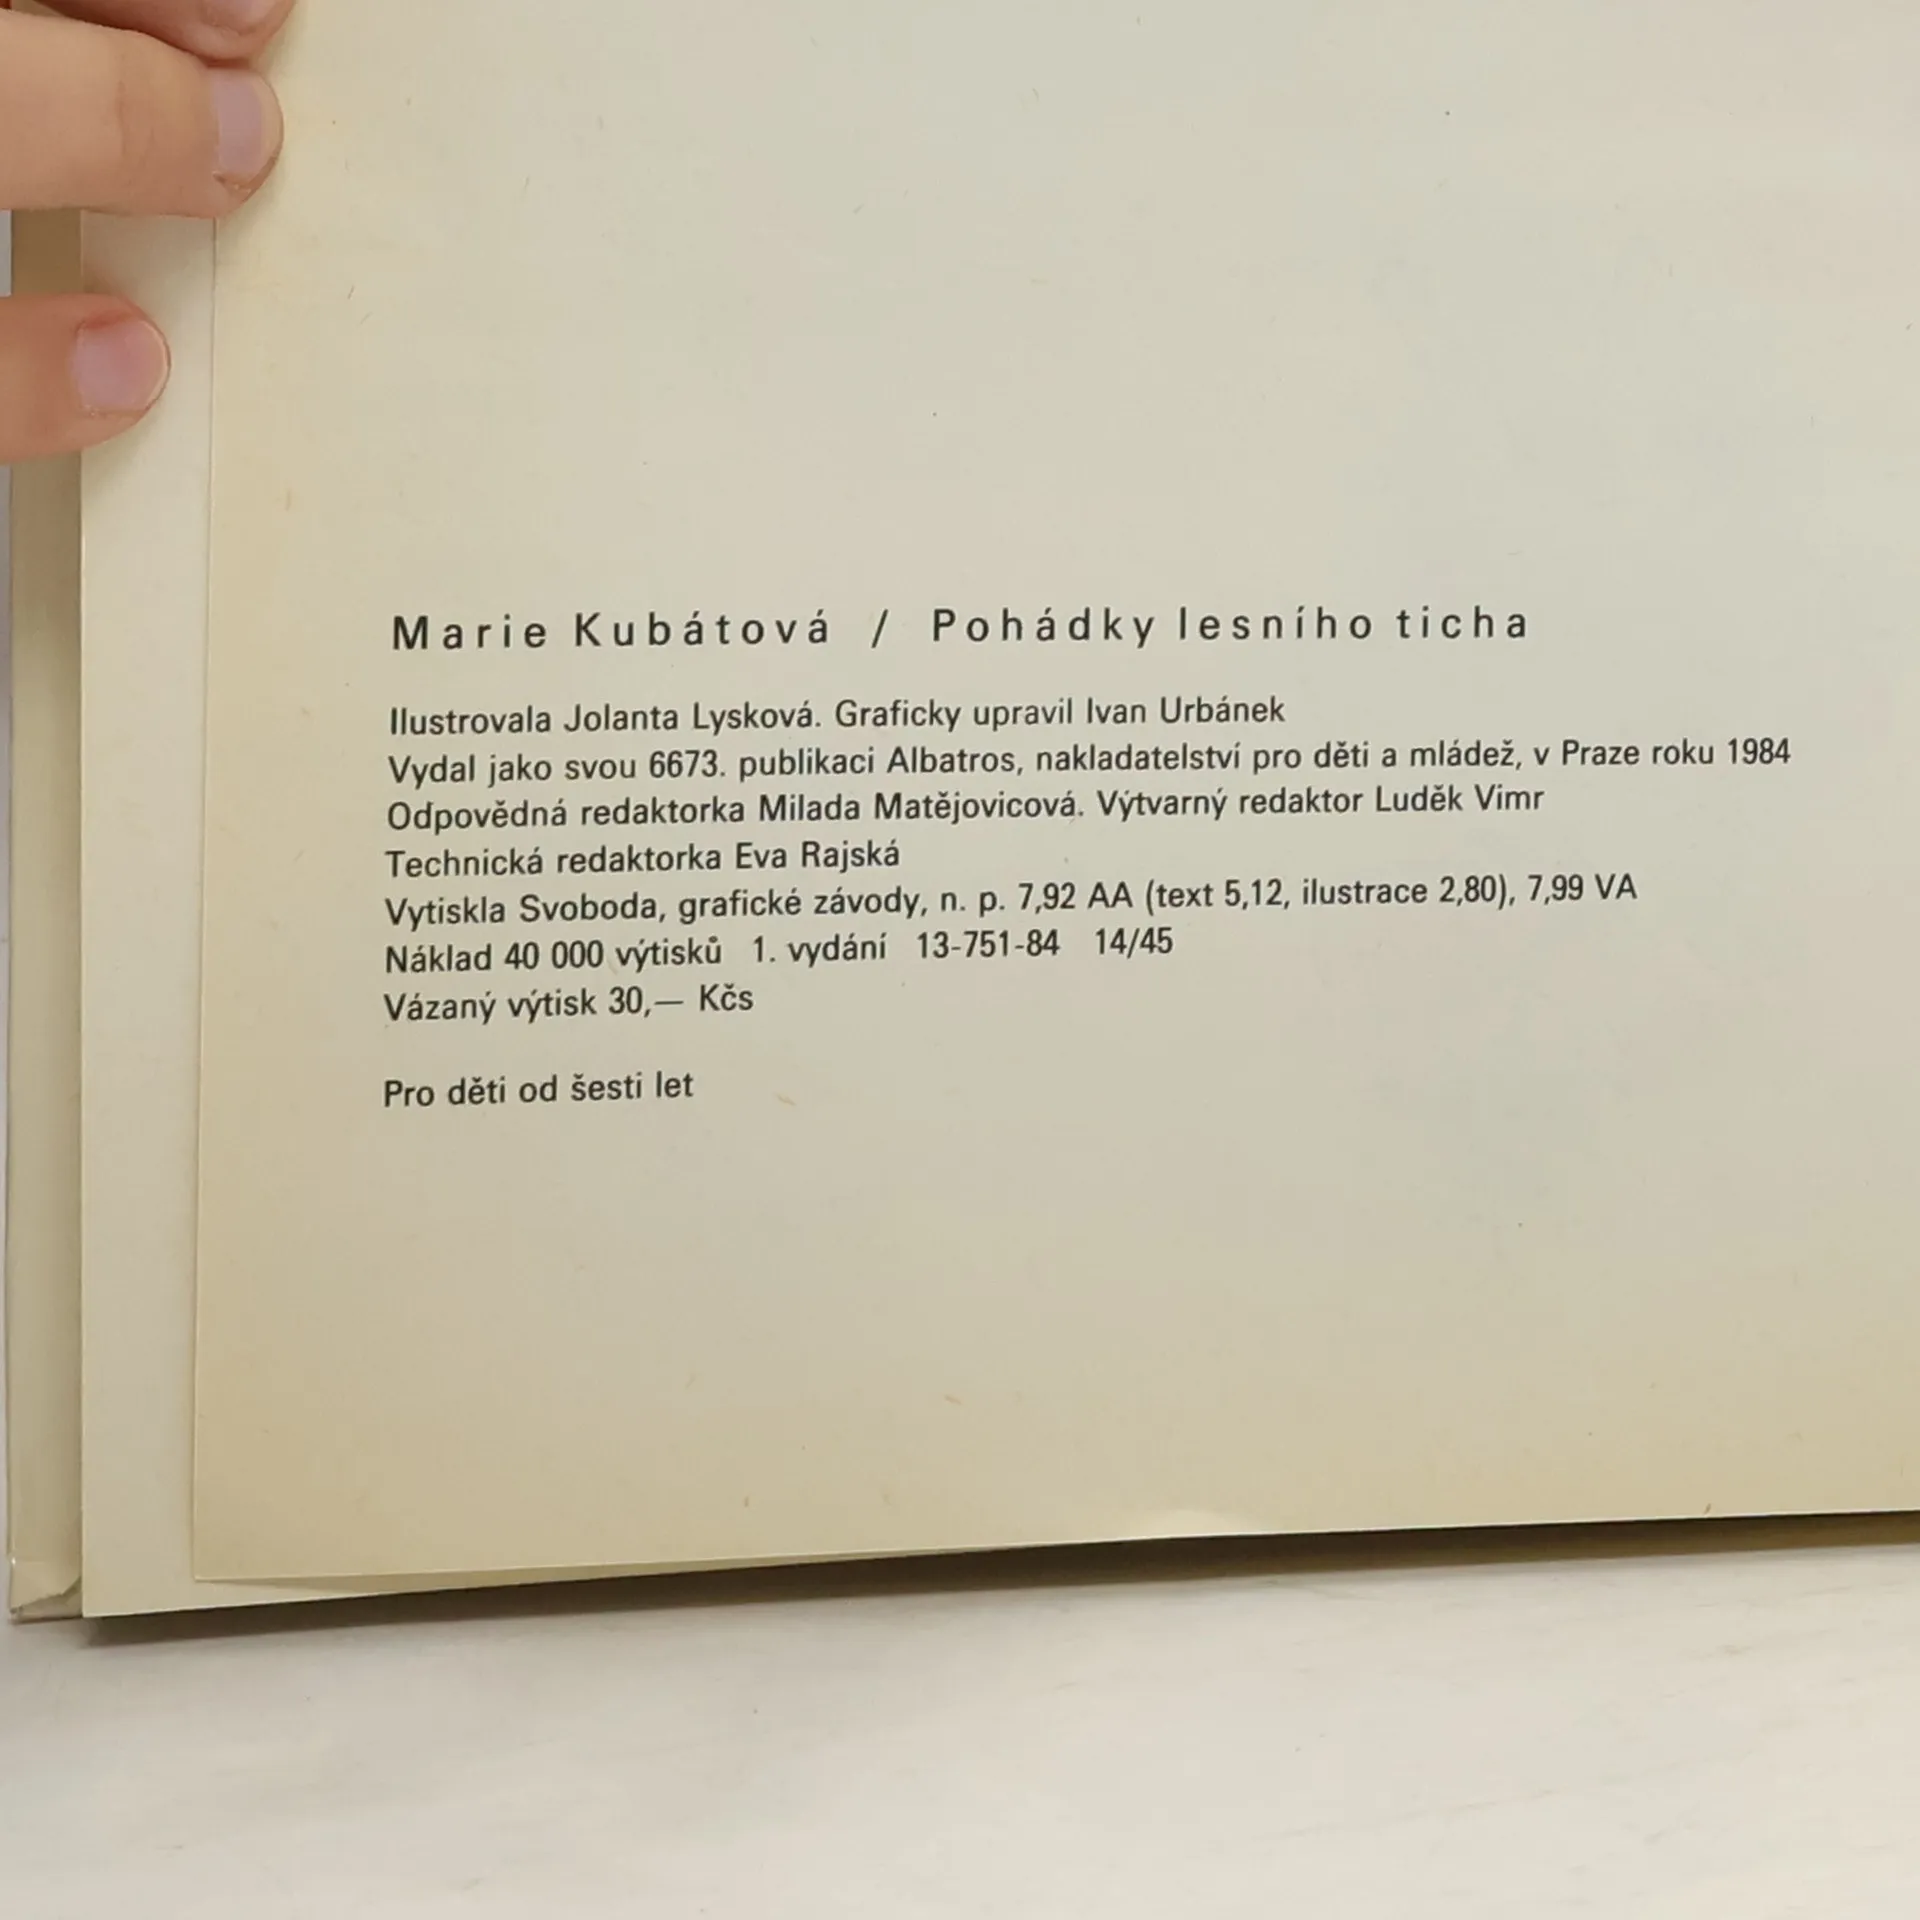 Marie Kubátová / Pohádky lesního ticha
Ilustrovala Jolanta Lysková. Graficky upravil Ivan Urbánek
Vydal jako svou 6673. publikaci Albatros, nakladatelství pro děti a mládež, v Praze roku 1984
Odpovědná redaktorka Milada Matějovicová. Výtvarný redaktor Luděk Vimr
Technická redaktorka Eva Rajská
Vytiskla Svoboda, grafické závody, n. p. 7,92 AA (text 5,12, ilustrace 2,80), 7,99 VA
Náklad 40 000 výtisků 1. vydání 13-751-84 14/45
Vázaný výtisk 30,— Kčs
Pro děti od šesti let